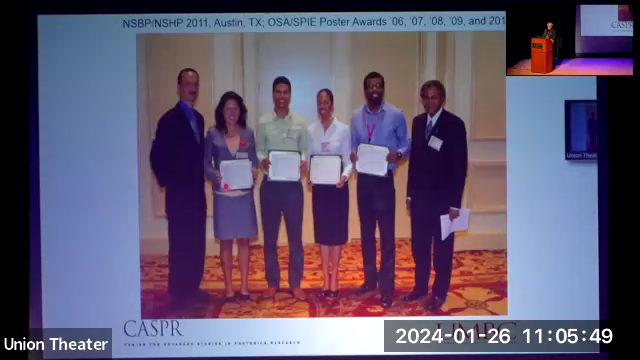 NSBP/NSHP 2011, Austin, TX; OSA/SPIE Poster Awards '06, '07, '08, '09, and 201
CASPR
CENTER FOR ADVANCED STUDIES IN PHOTONICS RESEARCH
Union Theater
2024-01-26 11:05:49